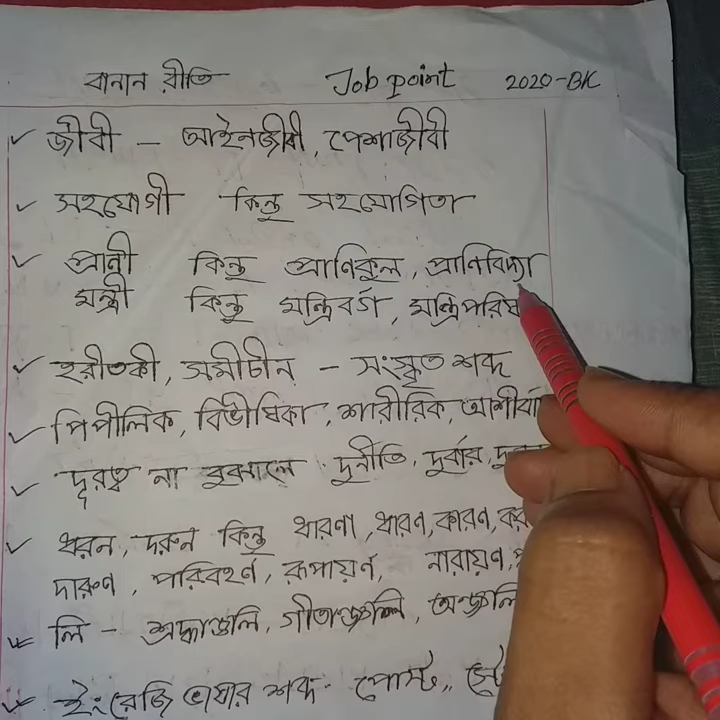 বানান রীতি Job point 2020-BK
জীবী – আইনজীবী, পেশাজীবী
সহযোগী কিন্তু সহযোগিতা
প্রানী কিন্তু প্রাণিকুল, প্রাণিবিদ্যা
মন্ত্রী কিন্তু মন্ত্রিবর্গ, মন্ত্রিপরিষ
হরীতকী, সমীচীন – সংস্কৃত শব্দ
পিপীলিক, বিভীষিকা, শারীরিক, আশীর্বা
দূরত্ব না বুঝালে দুর্নীতি, দুর্বার,
ধরন, দরুন কিন্তু ধারণা, ধারণ, কারণ,
দারুণ, পরিবহণ, রূপায়ণ, নারায়ণ,
লি – শ্রদ্ধাঞ্জলি, গীতাঞ্জলি, অঞ্জলি
ইংরেজি ভাষার শব্দ- পোস্ট,